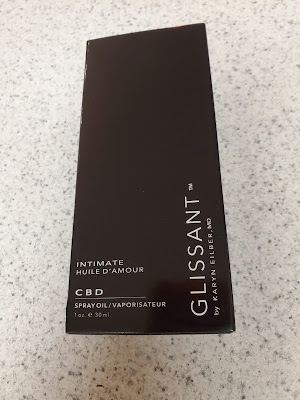 INTIMATE
HUILE D'AMOUR
CBD
SPRAY OIL / VAPORISATEUR
1 oz. ℮ 30 ml
GLISSANT™
by KARYN EILBER, MD